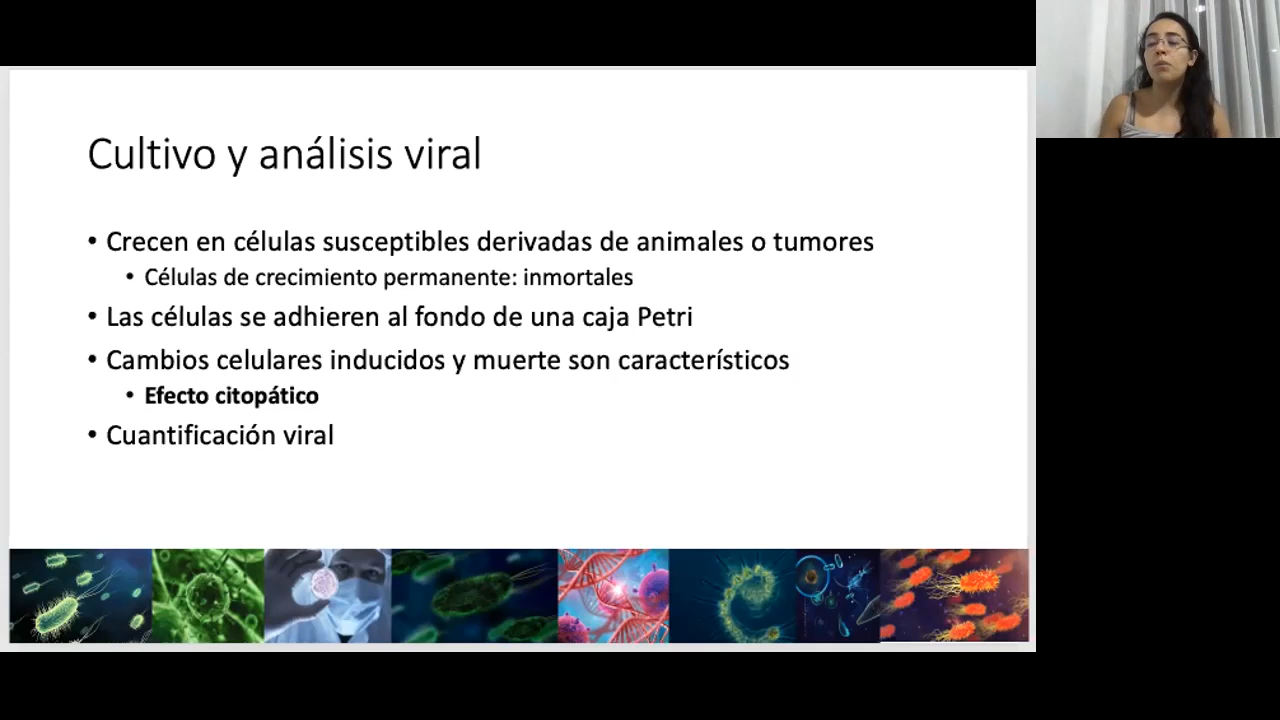 Cultivo y análisis viral
• Crecen en células susceptibles derivadas de animales o tumores
• Células de crecimiento permanente: inmortales
• Las células se adhieren al fondo de una caja Petri
• Cambios celulares inducidos y muerte son característicos
• Efecto citopático
• Cuantificación viral